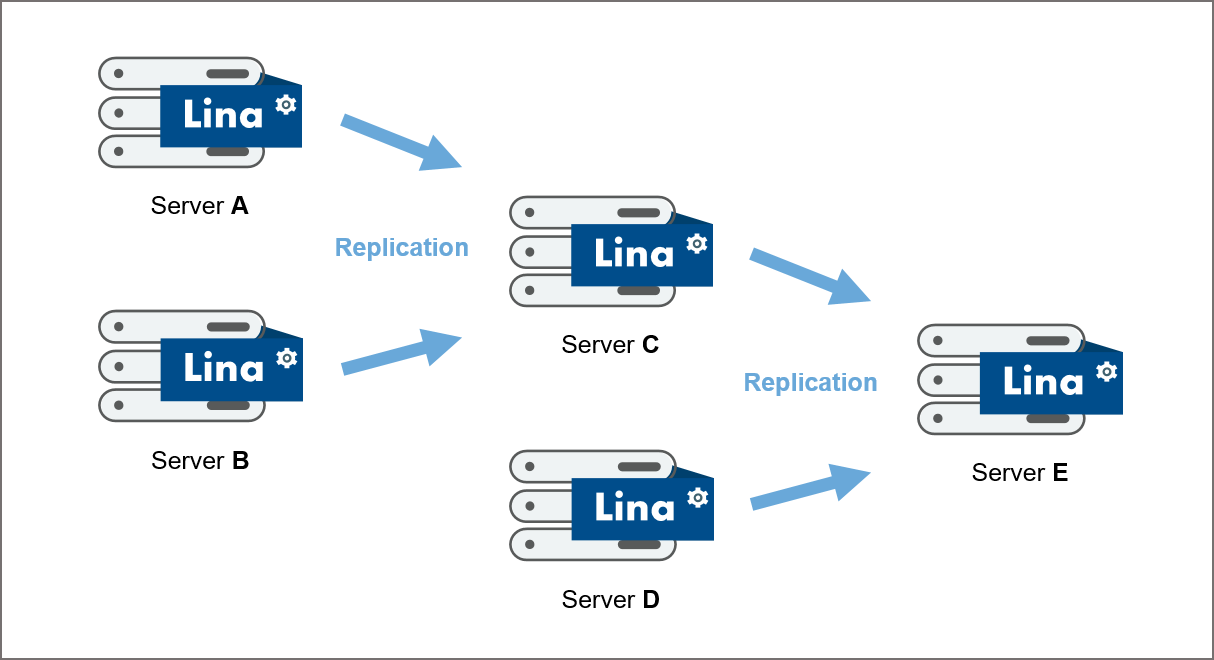 Lina
Server A
Replication
Lina
Server C
Lina
Server B
Replication
Lina
Server E
Lina
Server D